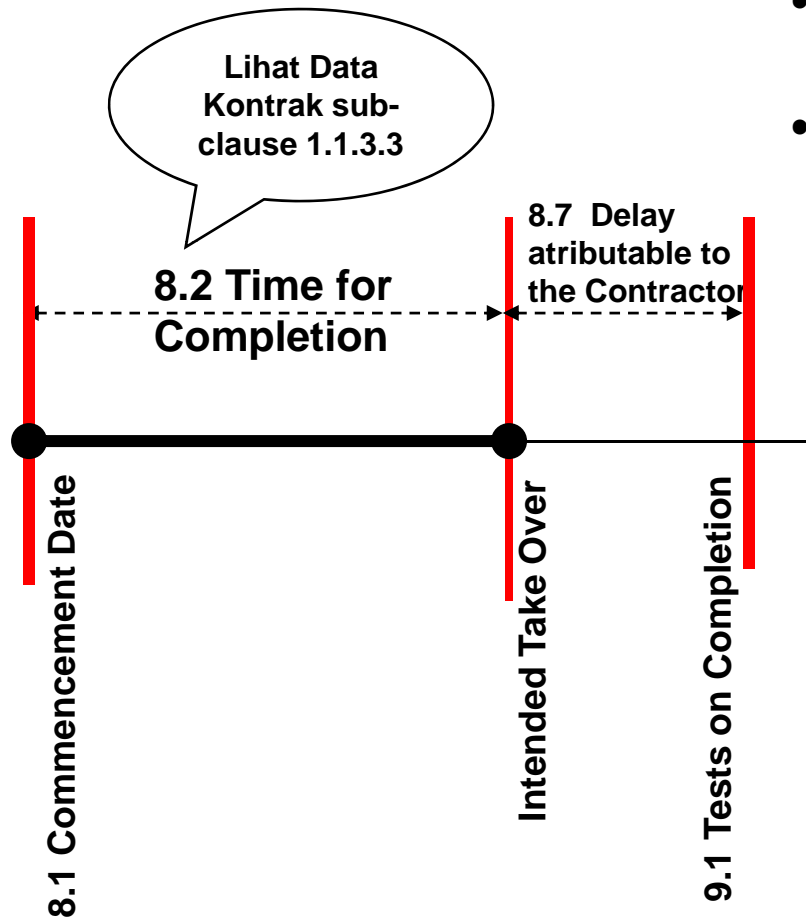 Lihat Data
Kontrak sub-
clause 1.1.3.3
8.7 Delay
atributable to
the Contractor
8.2 Time for
Completion
8.1 Commencement Date
Intended Take Over
9.1 Tests on Completion